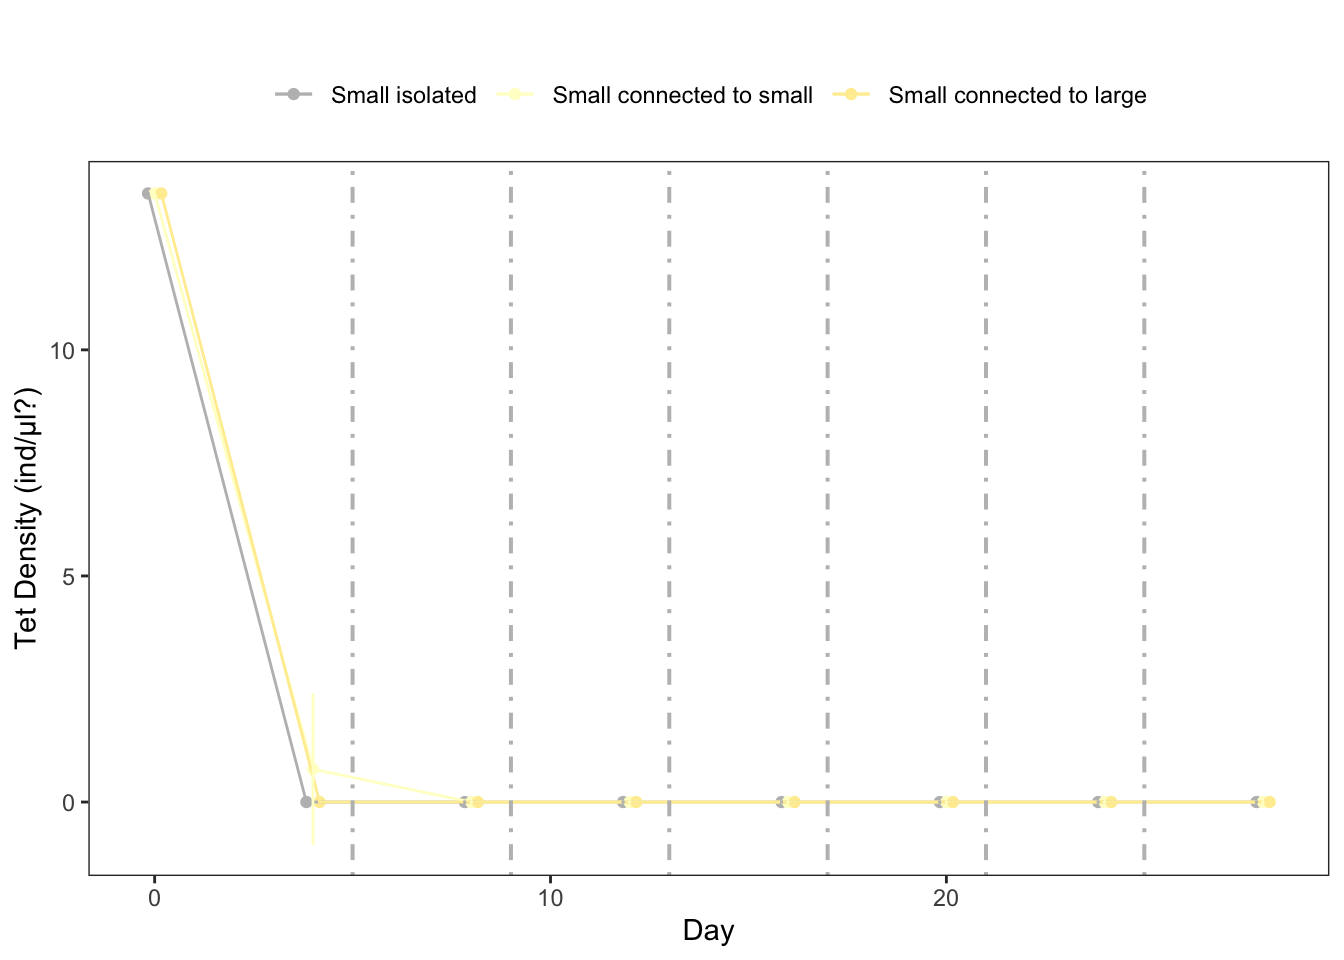 Small isolated Small connected to small Small connected to large
10
5
0
Tet Density (ind/μl?)
0 10 20
Day